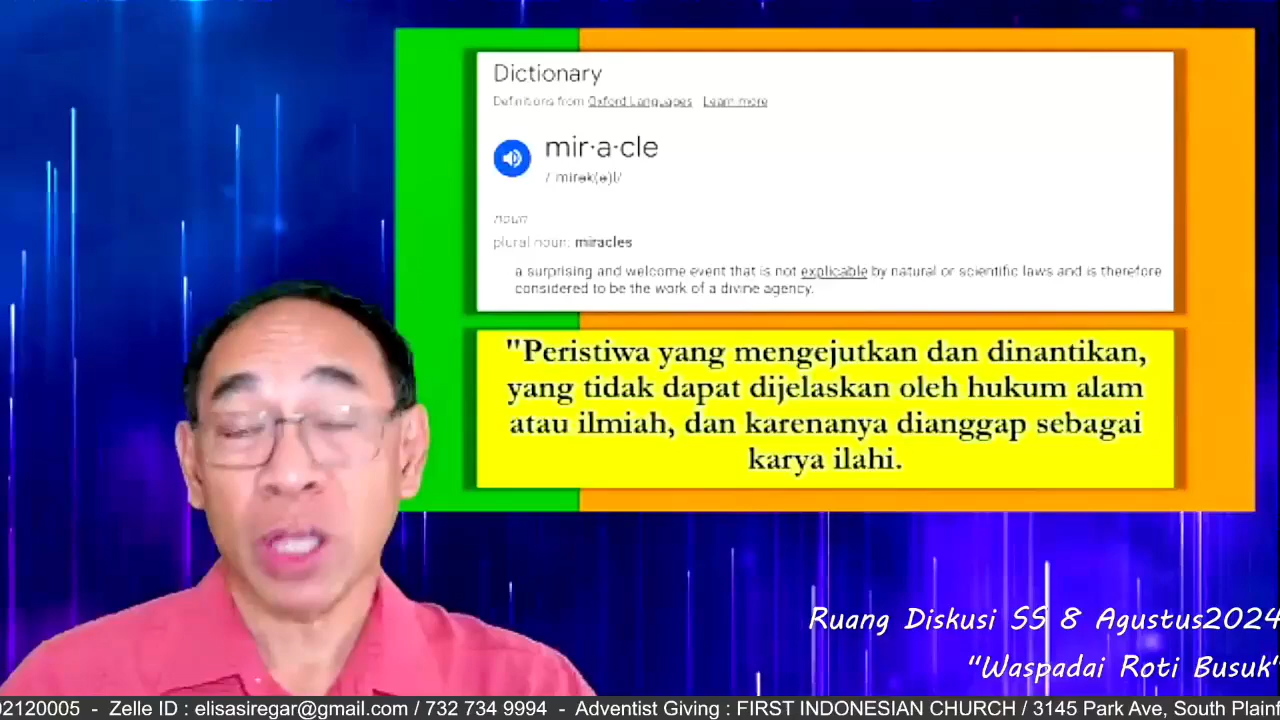 Dictionary
Definitions from Oxford Languages Learn more
mir·a·cle
/ˈmirək(ə)l/
noun
plural noun: miracles
a surprising and welcome event that is not explicable by natural or scientific laws and is therefore
considered to be the work of a divine agency.
"Peristiwa yang mengejutkan dan dinantikan,
yang tidak dapat dijelaskan oleh hukum alam
atau ilmiah, dan karenanya dianggap sebagai
karya ilahi.
Ruang Diskusi SS 8 Agustus2024
"Waspadai Roti Busuk"
02120005 - Zelle ID : elisasiregar@gmail.com / 732 734 9994 - Adventist Giving : FIRST INDONESIAN CHURCH / 3145 Park Ave, South Plainf